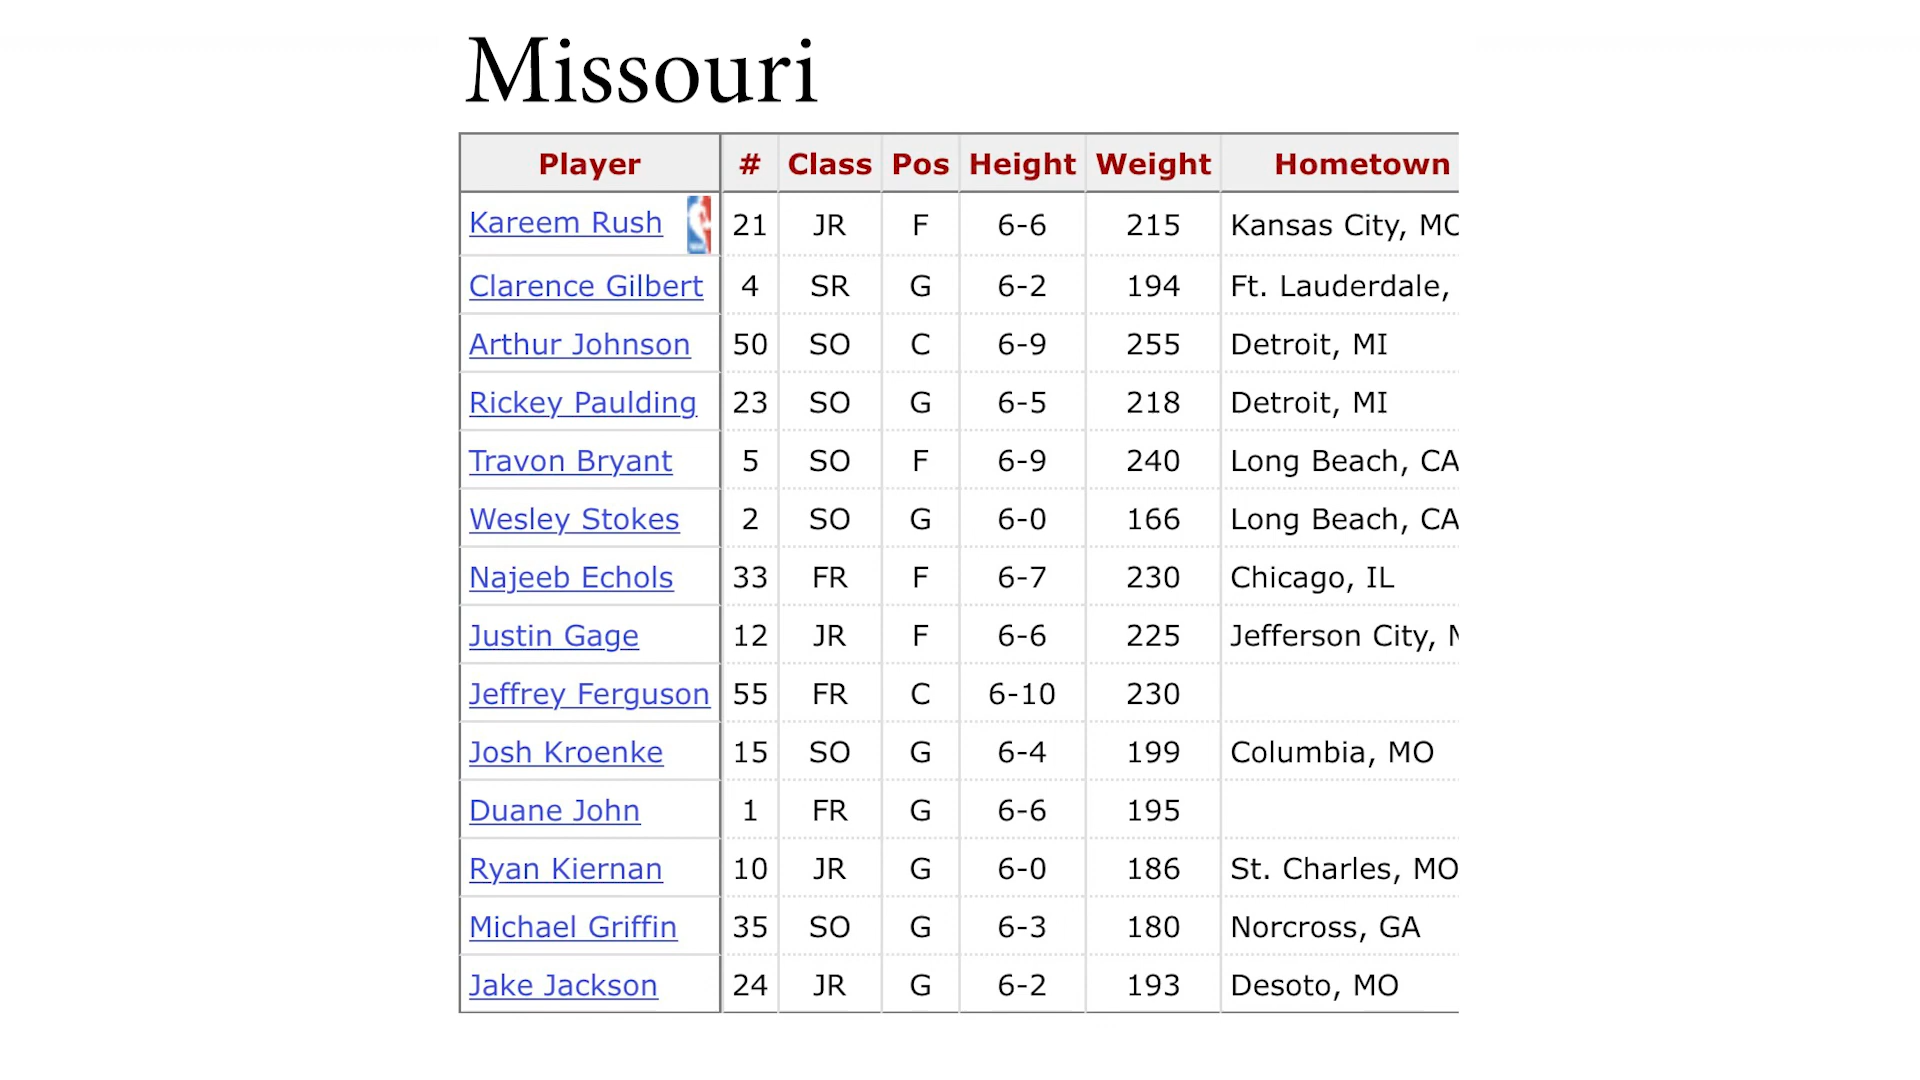 Missouri
Player # Class Pos Height Weight Hometown
Kareem Rush 21 JR F 6-6 215 Kansas City, MO
Clarence Gilbert 4 SR G 6-2 194 Ft. Lauderdale,
Arthur Johnson 50 SO C 6-9 255 Detroit, MI
Rickey Paulding 23 SO G 6-5 218 Detroit, MI
Travon Bryant 5 SO F 6-9 240 Long Beach, CA
Wesley Stokes 2 SO G 6-0 166 Long Beach, CA
Najeeb Echols 33 FR F 6-7 230 Chicago, IL
Justin Gage 12 JR F 6-6 225 Jefferson City,
Jeffrey Ferguson 55 FR C 6-10 230
Josh Kroenke 15 SO G 6-4 199 Columbia, MO
Duane John 1 FR G 6-6 195
Ryan Kiernan 10 JR G 6-0 186 St. Charles, MO
Michael Griffin 35 SO G 6-3 180 Norcross, GA
Jake Jackson 24 JR G 6-2 193 Desoto, MO